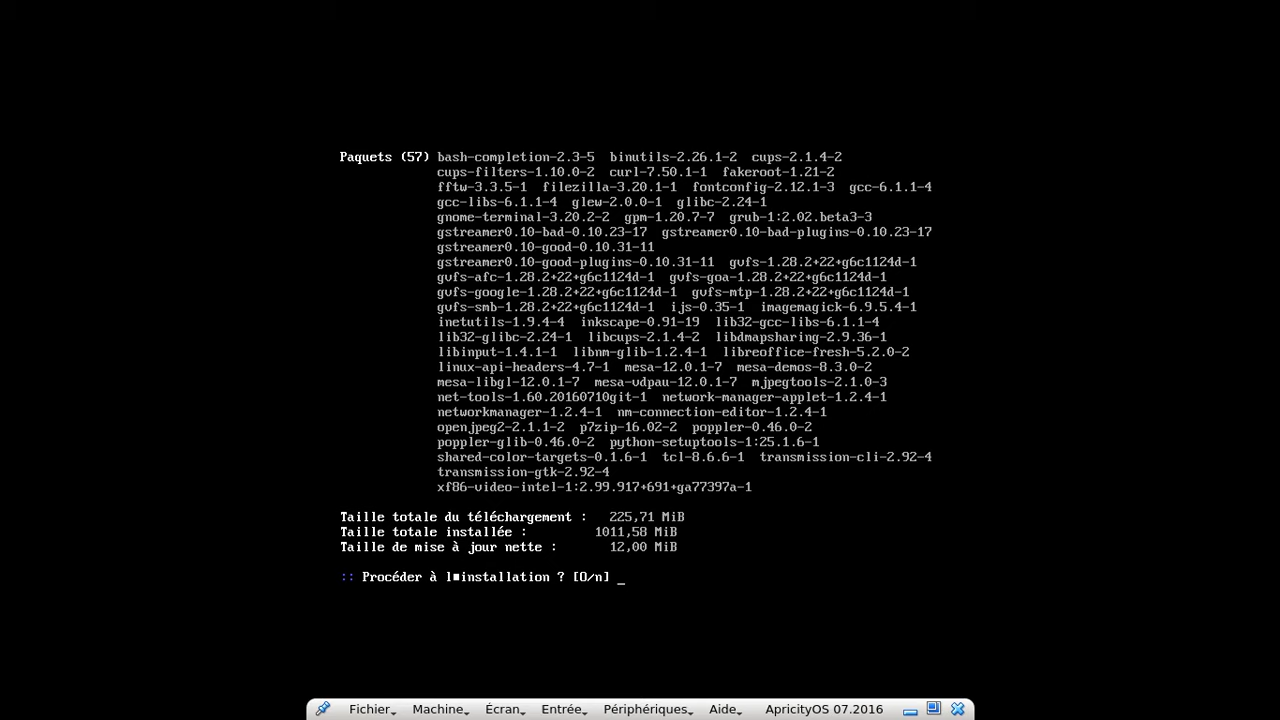 Paquets (57) bash-completion-2.3-5 binutils-2.26.1-2 cups-2.1.4-2
cups-filters-1.10.0-2 curl-7.50.1-1 fakeroot-1.21-2
fftw-3.3.5-1 filezilla-3.20.1-1 fontconfig-2.12.1-3 gcc-6.1.1-4
gcc-libs-6.1.1-4 glew-2.0.0-1 glibc-2.24-1
gnome-terminal-3.20.2-2 gpm-1.20.7-7 grub-1:2.02.beta3-3
gstreamer0.10-bad-0.10.23-17 gstreamer0.10-bad-plugins-0.10.23-17
gstreamer0.10-good-0.10.31-11
gstreamer0.10-good-plugins-0.10.31-11 gvfs-1.28.2+22+g6c1124d-1
gvfs-afc-1.28.2+22+g6c1124d-1 gvfs-goa-1.28.2+22+g6c1124d-1
gvfs-google-1.28.2+22+g6c1124d-1 gvfs-mtp-1.28.2+22+g6c1124d-1
gvfs-smb-1.28.2+22+g6c1124d-1 ijs-0.35-1 imagemagick-6.9.5.4-1
inetutils-1.9.4-4 inkscape-0.91-19 lib32-gcc-libs-6.1.1-4
lib32-glibc-2.24-1 libcups-2.1.4-2 libdmapsharing-2.9.36-1
libinput-1.4.1-1 libnm-glib-1.2.4-1 libreoffice-fresh-5.2.0-2
linux-api-headers-4.7-1 mesa-12.0.1-7 mesa-demos-8.3.0-2
mesa-libgl-12.0.1-7 mesa-vdpau-12.0.1-7 mjpegtools-2.1.0-3
net-tools-1.60.20160710git-1 network-manager-applet-1.2.4-1
networkmanager-1.2.4-1 nm-connection-editor-1.2.4-1
openjpeg2-2.1.1-2 p7zip-16.02-2 poppler-0.46.0-2
poppler-glib-0.46.0-2 python-setuptools-1:25.1.6-1
shared-color-targets-0.1.6-1 tcl-8.6.6-1 transmission-cli-2.92-4
transmission-gtk-2.92-4
xf86-video-intel-1:2.99.917+691+ga77397a-1
Taille totale du téléchargement : 225,71 MiB
Taille totale installée : 1011,58 MiB
Taille de mise à jour nette : 12,00 MiB
:: Procéder à l■installation ? [O/n] _
Fichier Machine Écran Entrée Périphériques Aide ApricityOS 07.2016